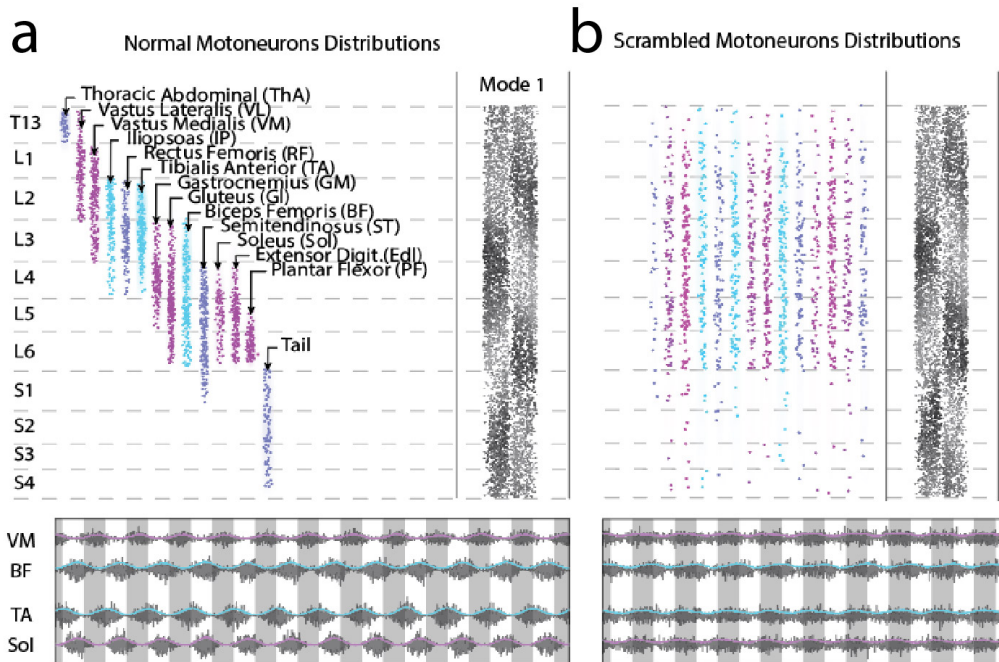 a
Normal Motoneurons Distributions
b
Scrambled Motoneurons Distributions
Mode 1
Thoracic Abdominal (ThA)
Vastus Lateralis (VL)
Vastus Medialis (VM)
Iliopsoas (IP)
Rectus Femoris (RF)
Tibialis Anterior (TA)
Gastrocnemius (GM)
Gluteus (Gl)
Biceps Femoris (BF)
Semitendinosus (ST)
Soleus (Sol)
Extensor Digit.(Edl)
Plantar Flexor (PF)
Tail
T13
L1
L2
L3
L4
L5
L6
S1
S2
S3
S4
VM
BF
TA
Sol